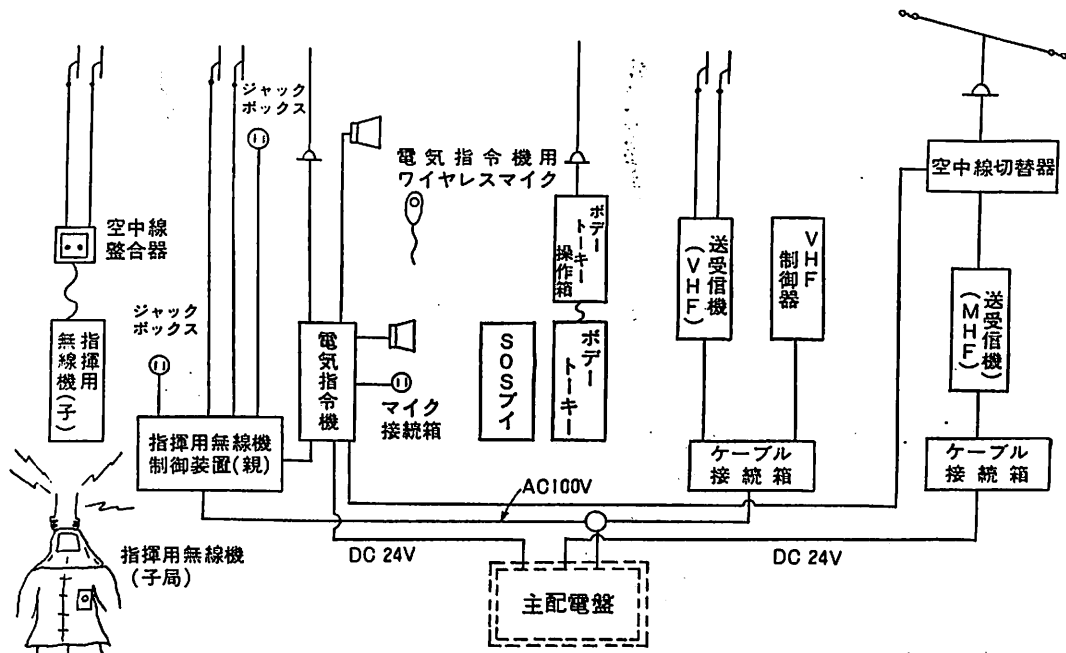 ジャック
ボックス
電気指令機用
ワイヤレスマイク
空中線切替器
空中線
整合器
ボデー
トーキー
操作箱
送受信機
(VHF)
VHF
制御器
送受信機
(MHF)
ジャック
ボックス
指揮用
無線機(子)
電気指令機
SOSブイ
ボデー
トーキー
マイク
接続箱
指揮用無線機
制御装置(親)
ケーブル
接続箱
ケーブル
接続箱
AC100V
指揮用無線機
(子局)
DC 24V
DC 24V
主配電盤